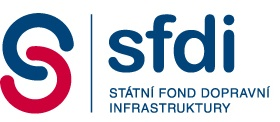 sfdi
STÁTNÍ FOND DOPRAVNÍ
INFRASTRUKTURY